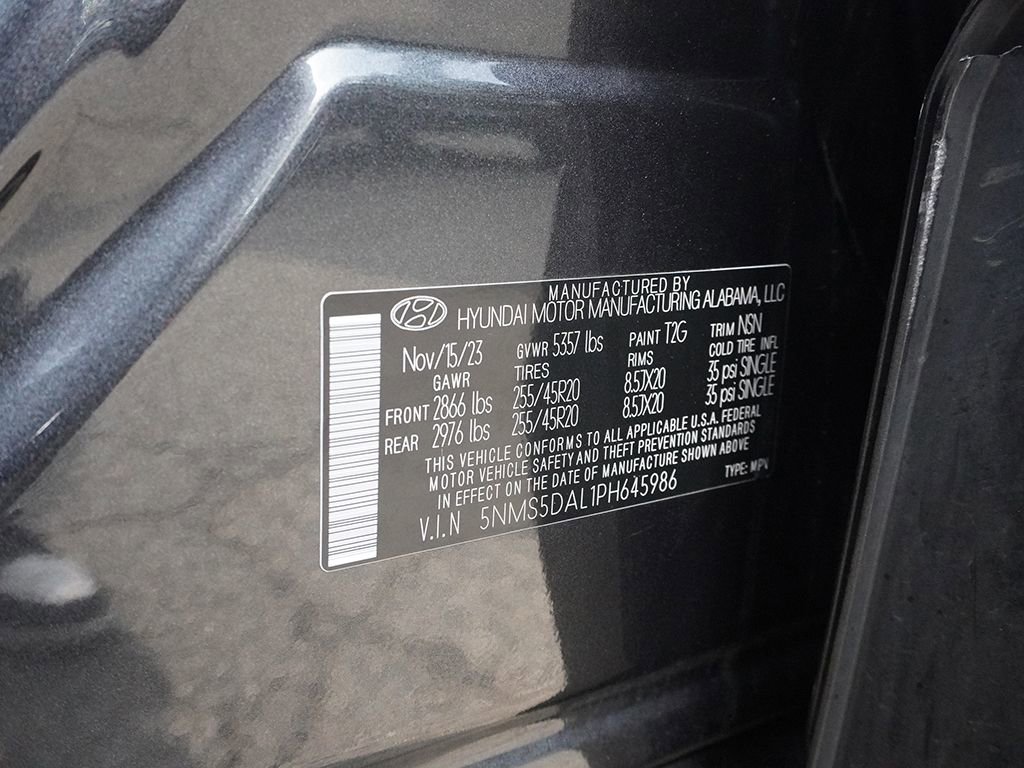 MANUFACTURED BY
HYUNDAI MOTOR MANUFACTURING ALABAMA, LLC
Nov/15/23 GVWR 5357 lbs PAINT T2G TRIM NSN
GAWR TIRES RIMS COLD TIRE INFL
FRONT 2866 lbs 255/45R20 8.5JX20 35 psi SINGLE
REAR 2976 lbs 255/45R20 8.5JX20 35 psi SINGLE
THIS VEHICLE CONFORMS TO ALL APPLICABLE U.S.A. FEDERAL
MOTOR VEHICLE SAFETY AND THEFT PREVENTION STANDARDS
IN EFFECT ON THE DATE OF MANUFACTURE SHOWN ABOVE
V.I.N 5NMS5DAL1PH645986 TYPE: MPV